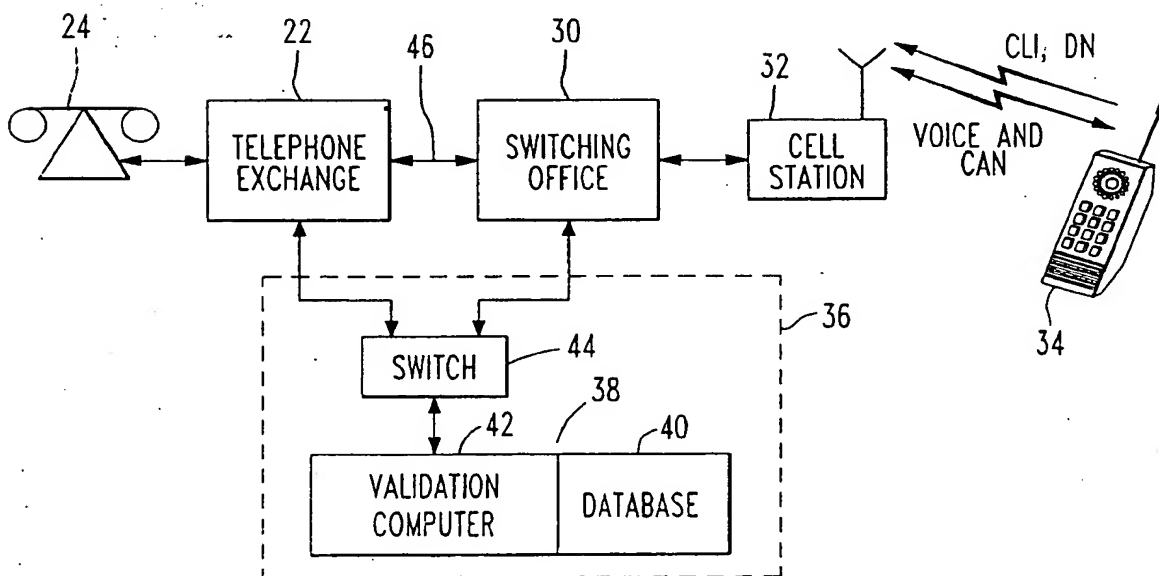 24
22
46
30
32
CLI; DN
TELEPHONE
EXCHANGE
SWITCHING
OFFICE
CELL
STATION
VOICE AND
CAN
34
36
SWITCH
44
38
42
40
VALIDATION
COMPUTER
DATABASE